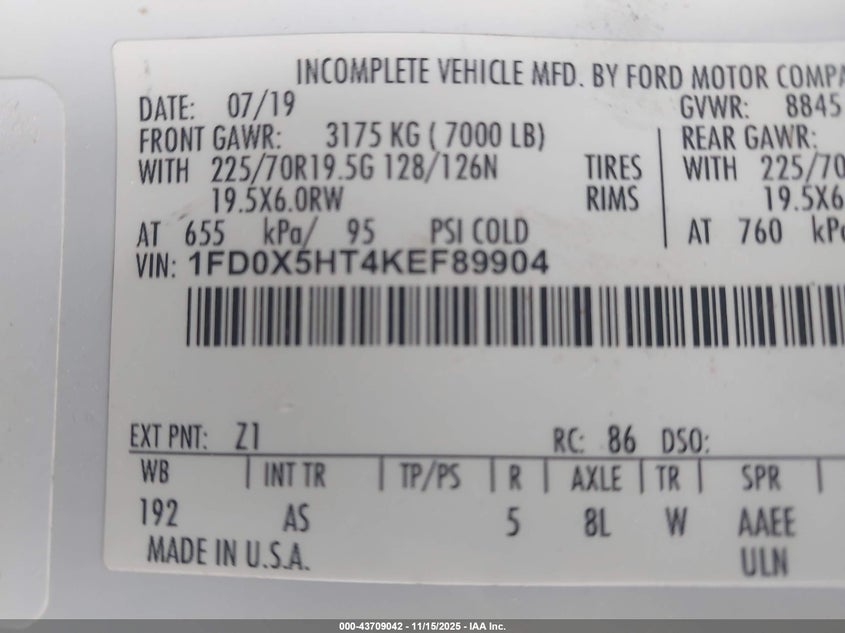 INCOMPLETE VEHICLE MFD. BY FORD MOTOR
DATE: 07/19 GVWR: 8845
FRONT GAWR: 3175 KG ( 7000 LB) REAR GAWR:
WITH 225/70R19.5G 128/126N TIRES WITH 225/70
19.5X6.0RW RIMS 19.5X6
AT 655 kPa/ 95 PSI COLD AT 760
VIN: 1FD0X5HT4KEF89904
EXT PNT: Z1 RC: 86 DSO:
WB INT TR TP/PS R AXLE TR SPR
192 AS 5 8L W AAEE
MADE IN U.S.A. ULN
000-43709042 - 11/15/2025 - IAA Inc.